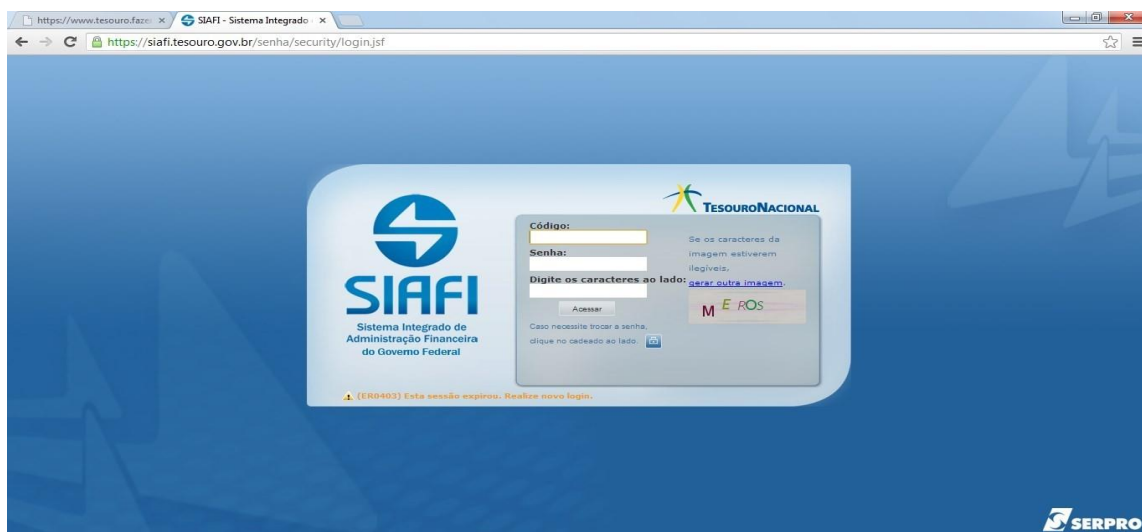 https://www.tesouro.faze
SIAFI - Sistema Integrado
https://siafi.tesouro.gov.br/senha/security/login.jsf
TESOURONACIONAL
Código:
Senha:
Digite os caracteres ao lado:
Acessar
Caso necessite trocar a senha,
clique no cadeado ao lado.
Se os caracteres da
imagem estiverem
ilegíveis,
gerar outra imagem.
M E ROS
SIAFI
Sistema Integrado de
Administração Financeira
do Governo Federal
(ER0403) Esta sessão expirou. Realize novo login.
SERPRO